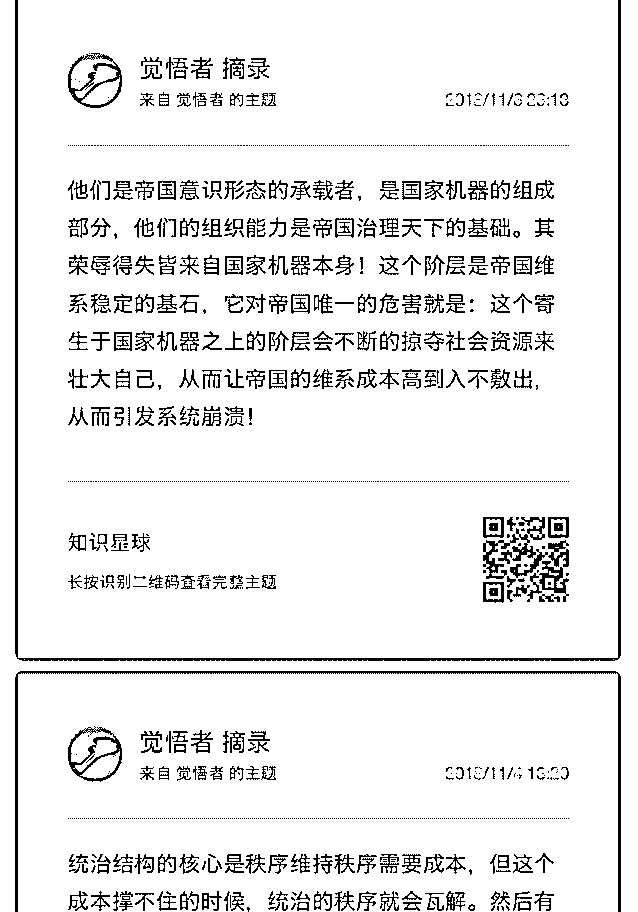 觉悟者 摘录
来自 觉悟者 的主题
他们是帝国意识形态的承载者，是国家机器的组成
部分，他们的组织能力是帝国治理天下的基础。其
荣辱得失皆来自国家机器本身！这个阶层是帝国维
系稳定的基石，它对帝国唯一的危害就是：这个寄
生于国家机器之上的阶层会不断的掠夺社会资源来
壮大自己，从而让帝国的维系成本高到入不敷出，
从而引发系统崩溃！
知识星球
长按识别二维码查看完整主题
觉悟者 摘录
来自 觉悟者 的主题
统治结构的核心是秩序维持秩序需要成本，但这个
成本撑不住的时候，统治的秩序就会瓦解。然后有